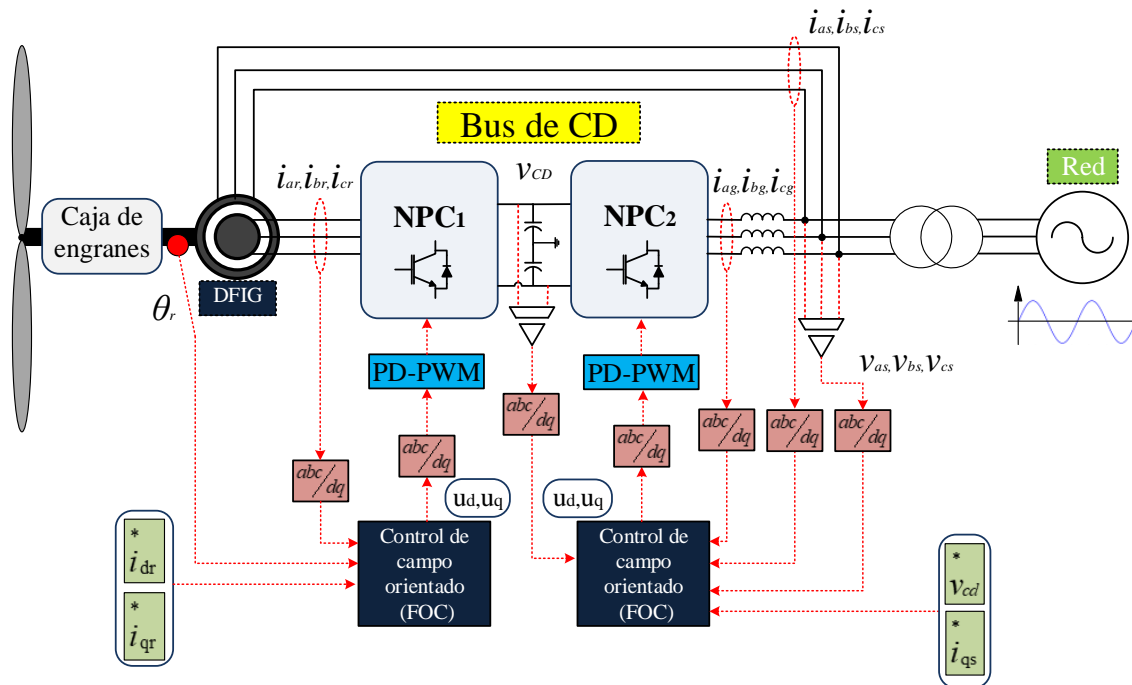 i_as, i_bs, i_cs
Bus de CD
Red
i_ar, i_br, i_cr
v_CD
i_ag, i_bg, i_cg
Caja de
engranes
NPC1
NPC2
DFIG
θ_r
v_as, v_bs, v_cs
PD-PWM
PD-PWM
abc/dq
abc/dq
abc/dq
abc/dq
abc/dq
abc/dq
abc/dq
u_d,u_q
u_d,u_q
Control de
campo
orientado
(FOC)
Control de
campo
orientado
(FOC)
*
i_dr
*
i_qr
*
v_cd
*
i_qs